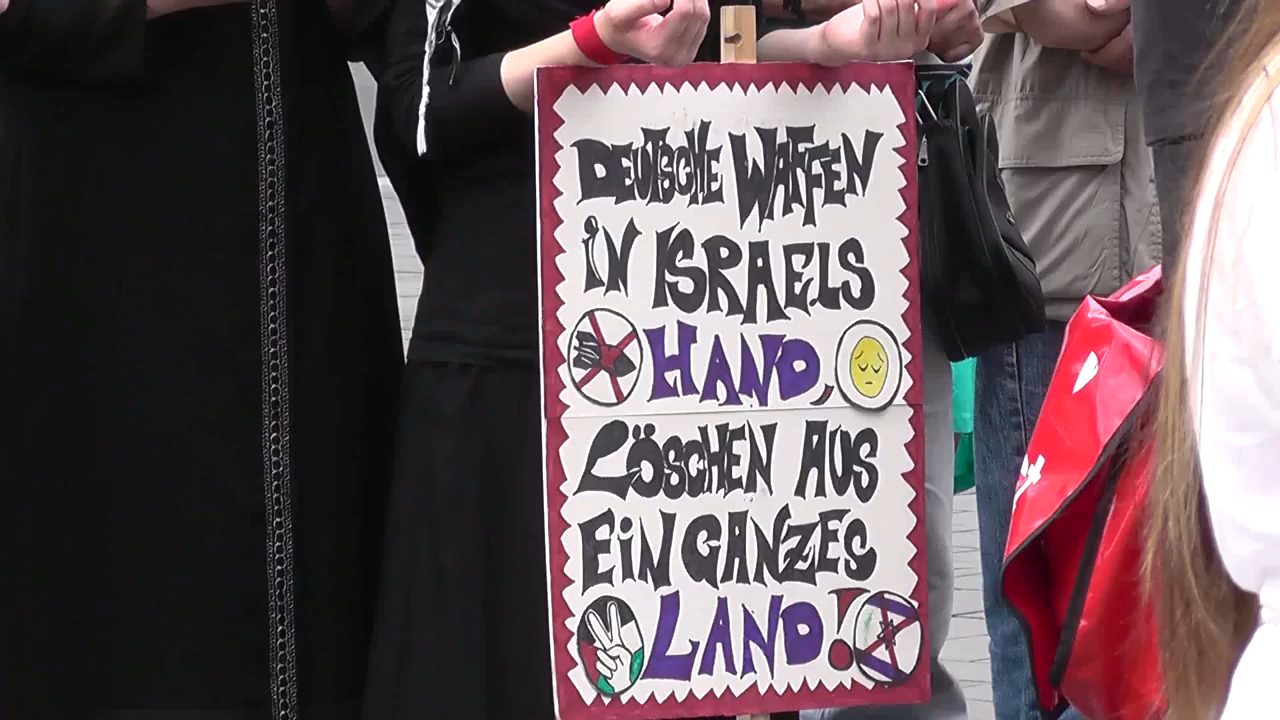 DEUTSCHE WAFFEN
IN ISRAELS
HAND,
LÖSCHEN AUS
EIN GANZES
LAND!